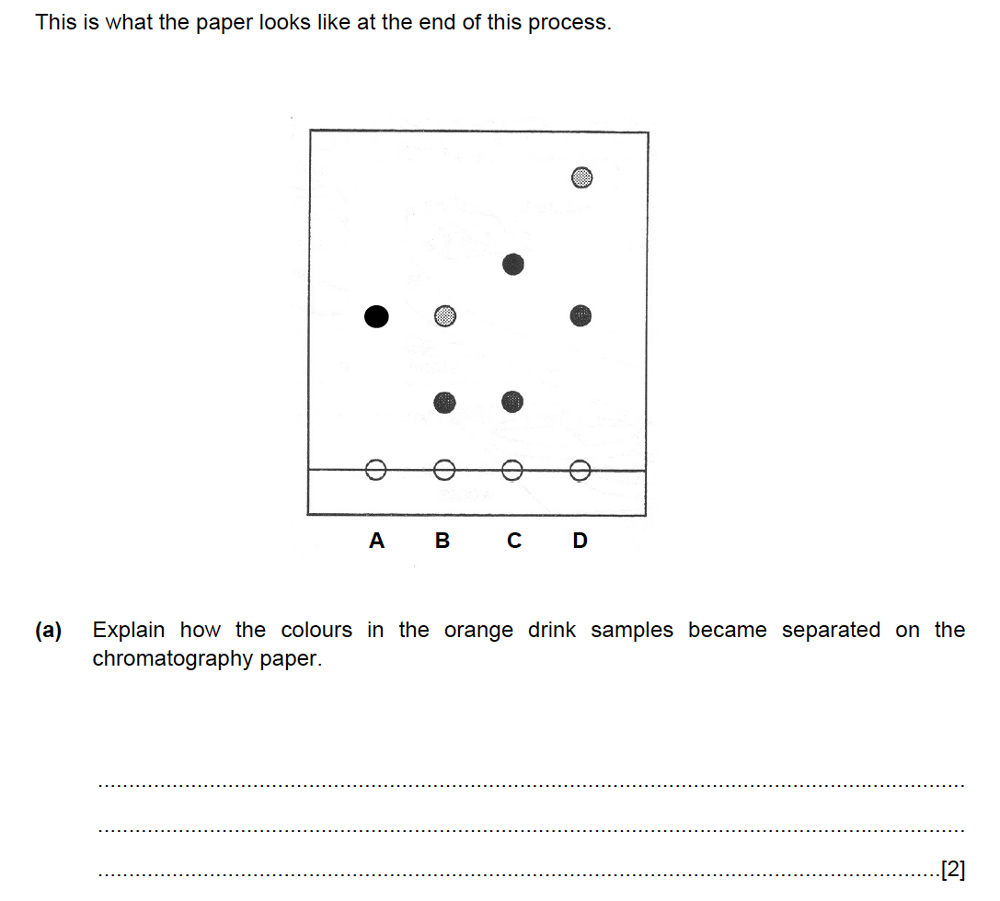 This is what the paper looks like at the end of this process.
A B C D
(a) Explain how the colours in the orange drink samples became separated on the
chromatography paper.
..............................................................................................................................................
..............................................................................................................................................
..........................................................................................................................................[2]